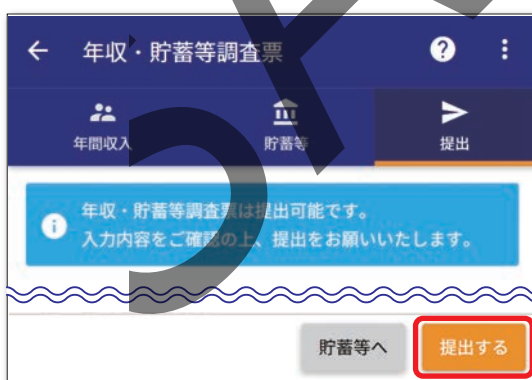 年収・貯蓄等調査票
年間収入
貯蓄等
提出
年収・貯蓄等調査票は提出可能です。
入力内容をご確認の上、提出をお願いいたします。
貯蓄等へ
提出する